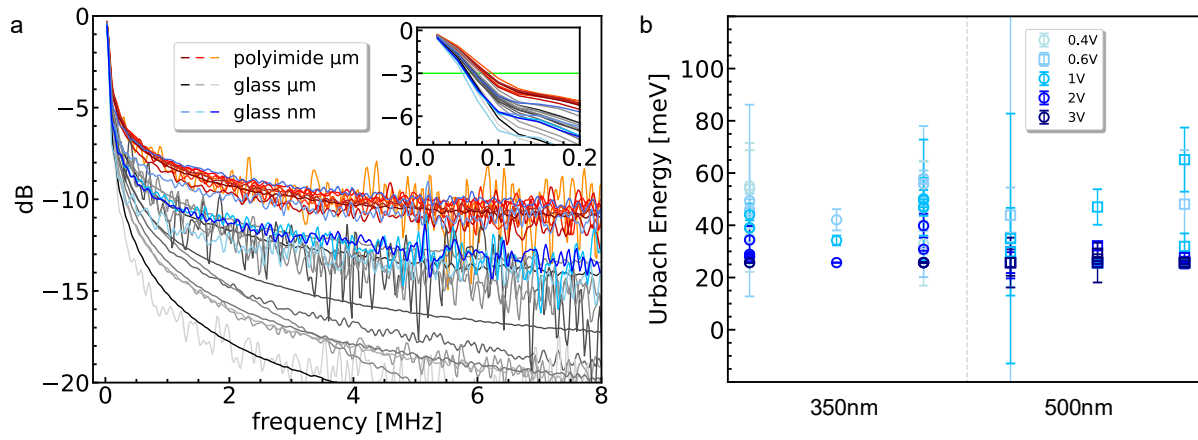 a
0
−5
−10
−15
−20
dB
0
2
4
6
8
frequency [MHz]
polyimide μm
glass μm
glass nm
0
−3
−6
0.0
0.1
0.2
b
100
80
60
40
20
0
Urbach Energy [meV]
0.4V
0.6V
1V
2V
3V
350nm
500nm